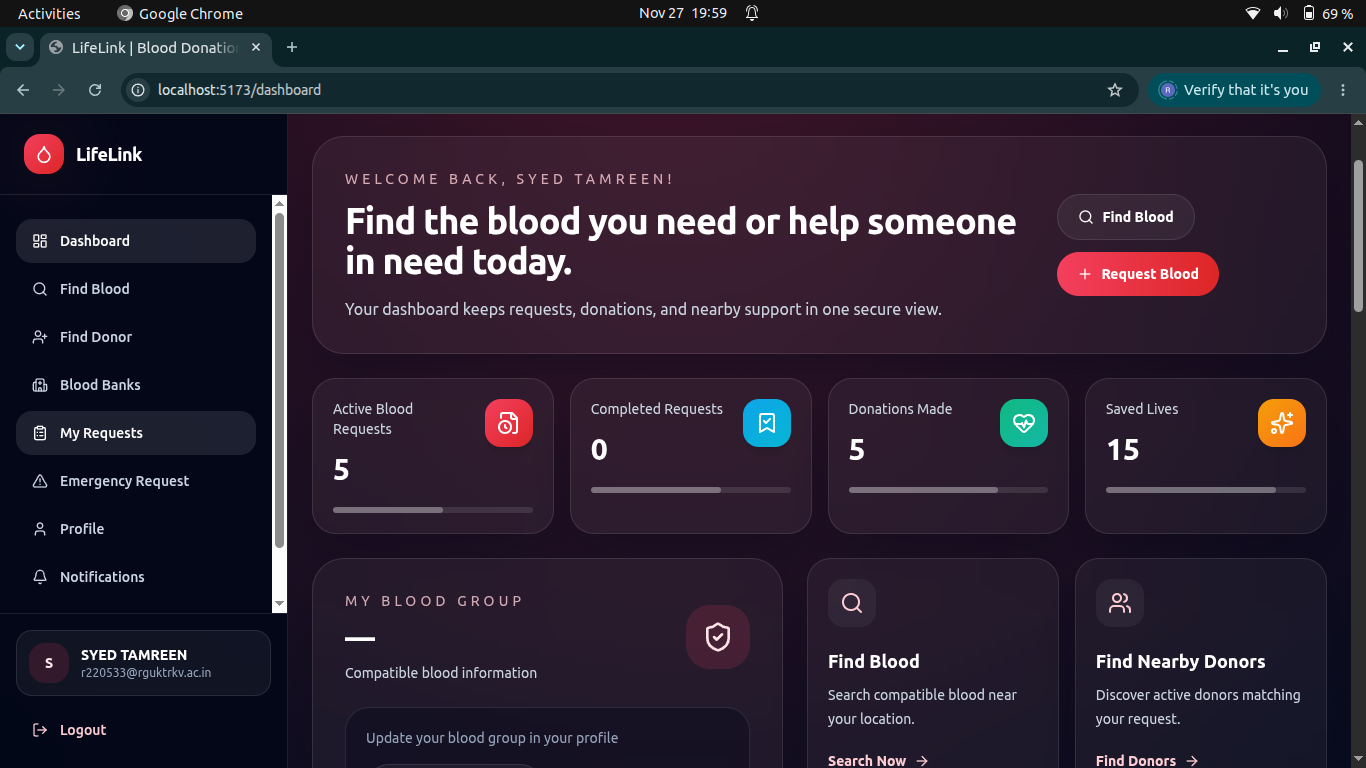 Activities
Google Chrome
Nov 27 19:59
69 %
LifeLink | Blood Donatio
localhost:5173/dashboard
R
Verify that it's you
LifeLink
Dashboard
Find Blood
Find Donor
Blood Banks
My Requests
Emergency Request
Profile
Notifications
S
SYED TAMREEN
r220533@rguktrkv.ac.in
Logout
WELCOME BACK, SYED TAMREEN!
Find the blood you need or help someone
in need today.
Your dashboard keeps requests, donations, and nearby support in one secure view.
Find Blood
Request Blood
Active Blood
Requests
5
Completed Requests
0
Donations Made
5
Saved Lives
15
MY BLOOD GROUP
—
Compatible blood information
Update your blood group in your profile
Find Blood
Search compatible blood near
your location.
Search Now →
Find Nearby Donors
Discover active donors matching
your request.
Find Donors →